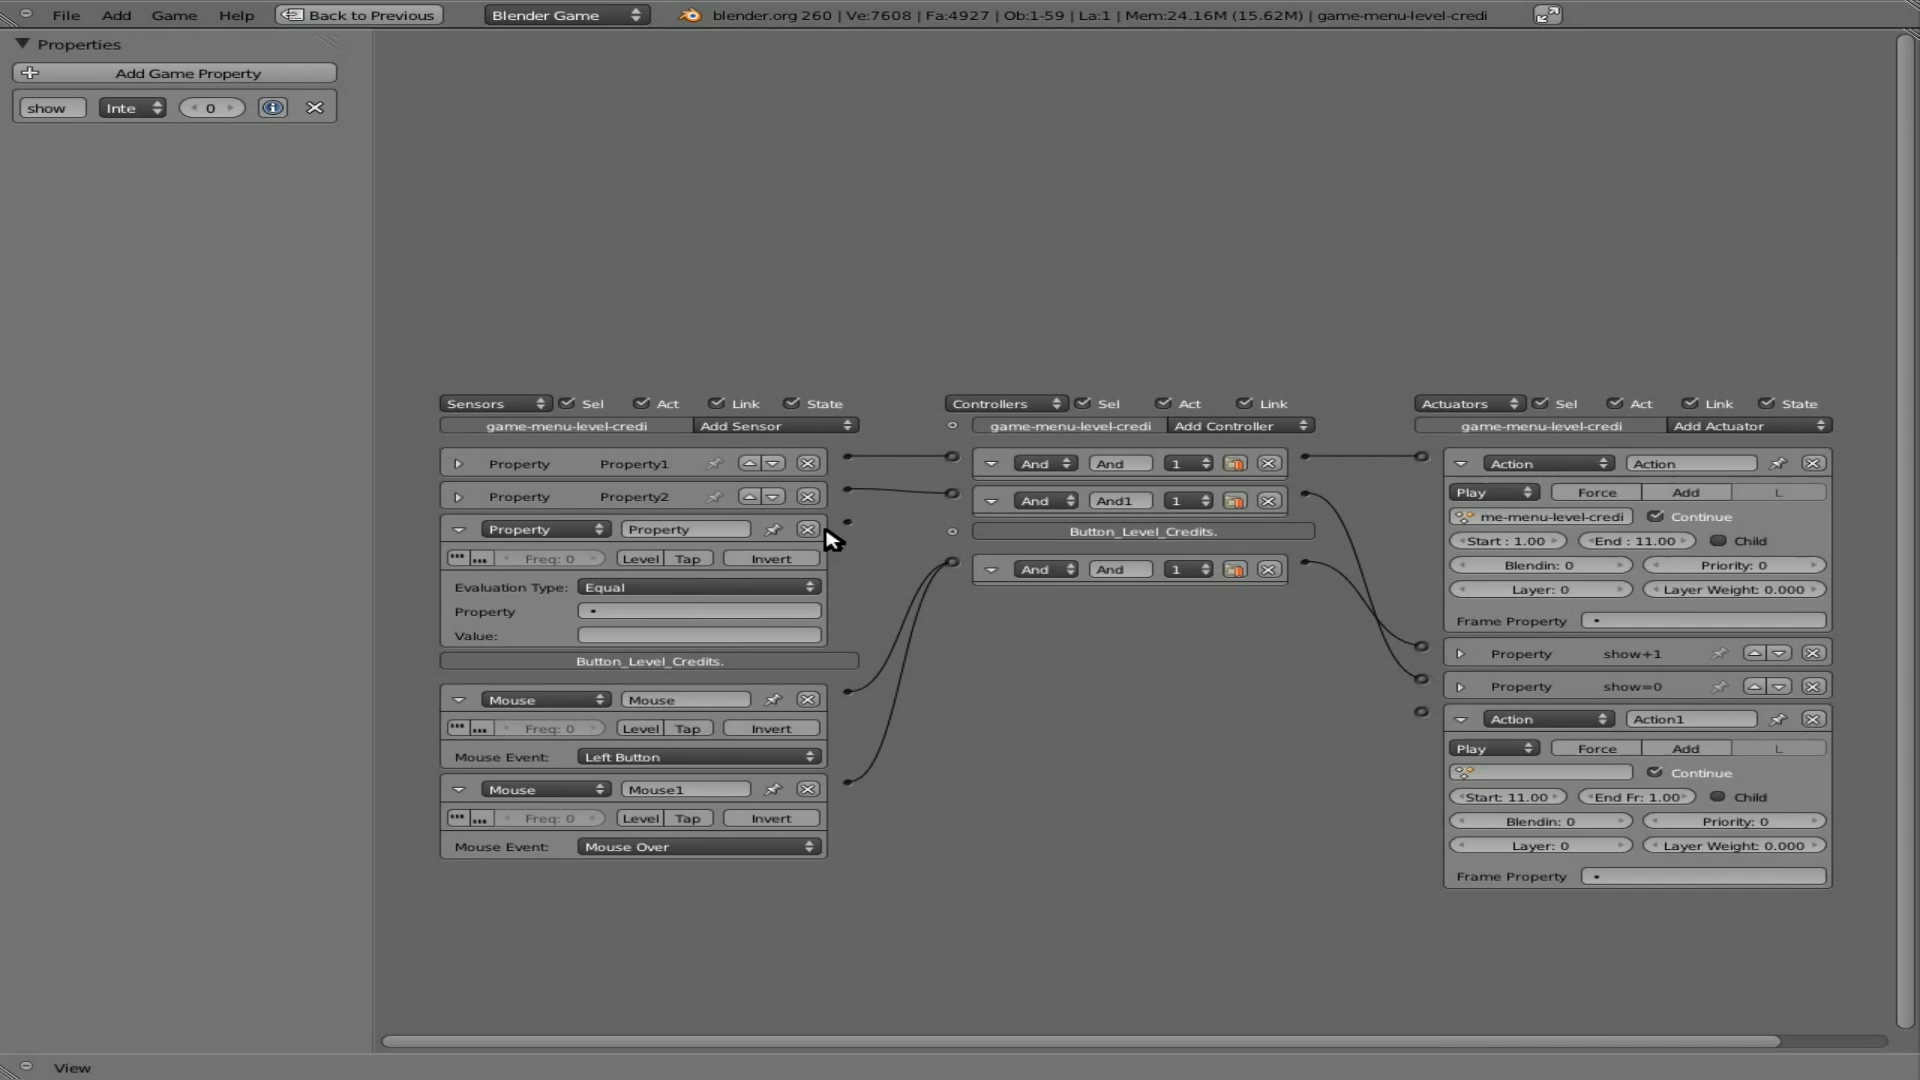 File Add Game Help Back to Previous Blender Game blender.org 260 | Ve:7608 | Fa:4927 | Ob:1-59 | La:1 | Mem:24.16M (15.62M) | game-menu-level-credi
Properties
Add Game Property
show Inte 0
Sensors Sel Act Link State Controllers Sel Act Link Actuators Sel Act Link State
game-menu-level-credi Add Sensor game-menu-level-credi Add Controller game-menu-level-credi Add Actuator
Property Property1 And And 1 Action Action
Play Force Add L
Property Property2 And And1 1
me-menu-level-credi Continue
Property Property Button_Level_Credits.
Start : 1.00 End : 11.00 Child
Freq: 0 Level Tap Invert And And 1 Blendin: 0 Priority: 0
Evaluation Type: Equal Layer: 0 Layer Weight: 0.000
Property
Frame Property
Value:
show+1 Property
Button_Level_Credits.
Property show=0
Mouse Mouse
Action Action1
Freq: 0 Level Tap Invert
Play Force Add L
Mouse Event: Left Button
Continue
Mouse Mouse1 Start: 11.00 End Fr: 1.00 Child
Freq: 0 Level Tap Invert Blendin: 0 Priority: 0
Mouse Event: Mouse Over Layer: 0 Layer Weight: 0.000
Frame Property
View